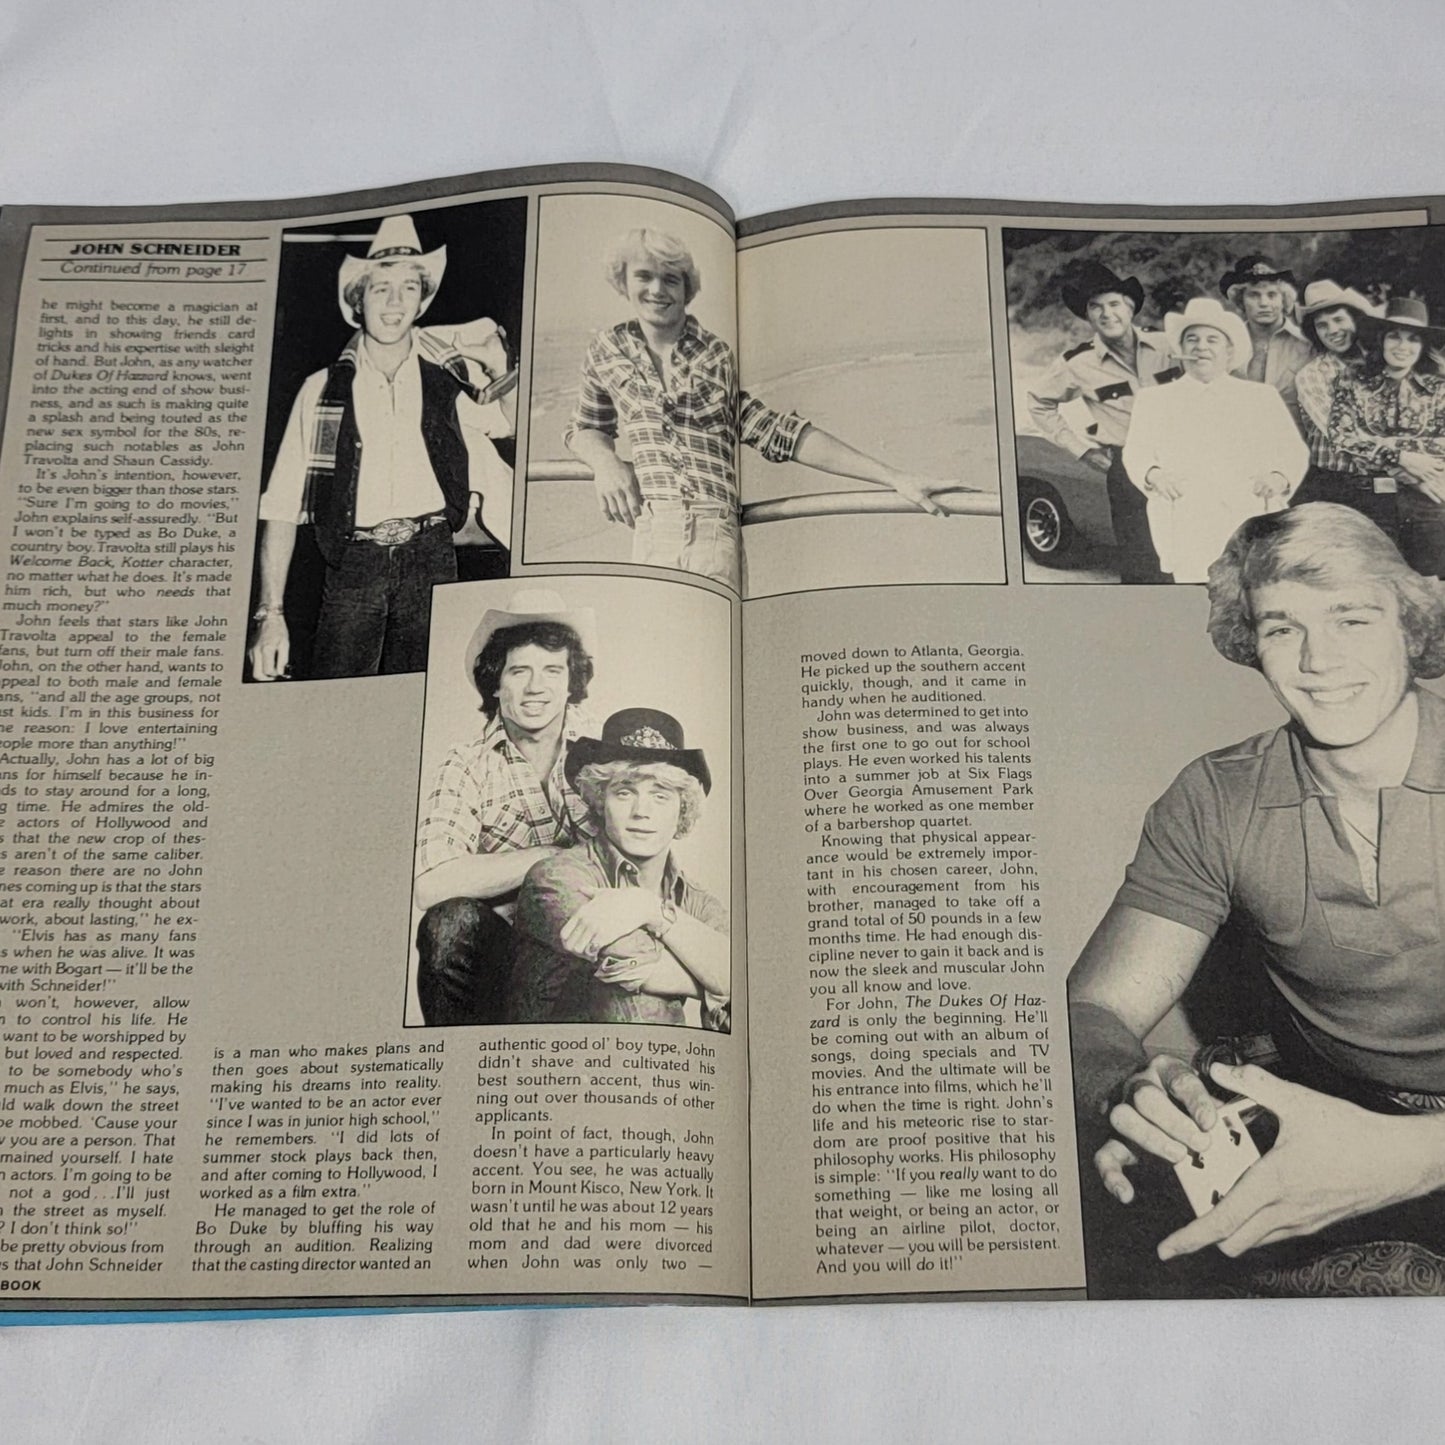 JOHN SCHNEIDER
Continued from page 17
he might become a magician at
first, and to this day, he still de-
lights in showing friends card
tricks and his expertise with sleight
of hand. But John, as any watcher
of Dukes Of Hazzard knows, went
into the acting end of show busi-
ness, and as such is making quite
a splash and being touted as the
new sex symbol for the 80s, re-
placing such notables as John
Travolta and Shaun Cassidy.
It's John's intention, however,
to be even bigger than those stars.
"Sure I'm going to do movies,"
John explains self-assuredly. "But
I won't be typed as Bo Duke, a
country boy. Travolta still plays his
Welcome Back, Kotter character,
no matter what he does. It's made
him rich, but who needs that
much money?"
John feels that stars like John
Travolta appeal to the female
fans, but turn off their male fans.
John, on the other hand, wants to
appeal to both male and female
ans, "and all the age groups, not
st kids. I'm in this business for
ne reason: I love entertaining
eople more than anything!"
Actually, John has a lot of big
ans for himself because he in-
ds to stay around for a long,
g time. He admires the old-
e actors of Hollywood and
s that the new crop of thes-
s aren't of the same caliber.
e reason there are no John
nes coming up is that the stars
at era really thought about
work, about lasting," he ex-
"Elvis has as many fans
s when he was alive. It was
me with Bogart — it'll be the
with Schneider!"
won't, however, allow
n to control his life. He
want to be worshipped by
but loved and respected.
to be somebody who's
much as Elvis," he says,
ld walk down the street
be mobbed. 'Cause your
y you are a person. That
mained yourself. I hate
n actors. I'm going to be
not a god...I'll just
n the street as myself.
? I don't think so!"
be pretty obvious from
s that John Schneider
BOOK
is a man who makes plans and
then goes about systematically
making his dreams into reality.
"I've wanted to be an actor ever
since I was in junior high school,"
he remembers. "I did lots of
summer stock plays back then,
and after coming to Hollywood, I
worked as a film extra."
He managed to get the role of
Bo Duke by bluffing his way
through an audition. Realizing
that the casting director wanted an
authentic good ol' boy type, John
didn't shave and cultivated his
best southern accent, thus win-
ning out over thousands of other
applicants.
In point of fact, though, John
doesn't have a particularly heavy
accent. You see, he was actually
born in Mount Kisco, New York. It
wasn't until he was about 12 years
old that he and his mom — his
mom and dad were divorced
when John was only two —
moved down to Atlanta, Georgia.
He picked up the southern accent
quickly, though, and it came in
handy when he auditioned.
John was determined to get into
show business, and was always
the first one to go out for school
plays. He even worked his talents
into a summer job at Six Flags
Over Georgia Amusement Park
where he worked as one member
of a barbershop quartet.
Knowing that physical appear-
ance would be extremely impor-
tant in his chosen career, John,
with encouragement from his
brother, managed to take off a
grand total of 50 pounds in a few
months time. He had enough dis-
cipline never to gain it back and is
now the sleek and muscular John
you all know and love.
For John, The Dukes Of Haz-
zard is only the beginning. He'll
be coming out with an album of
songs, doing specials and TV
movies. And the ultimate will be
his entrance into films, which he'll
do when the time is right. John's
life and his meteoric rise to star-
dom are proof positive that his
philosophy works. His philosophy
is simple: "If you really want to do
something — like me losing all
that weight, or being an actor, or
being an airline pilot, doctor,
whatever — you will be persistent.
And you will do it!"